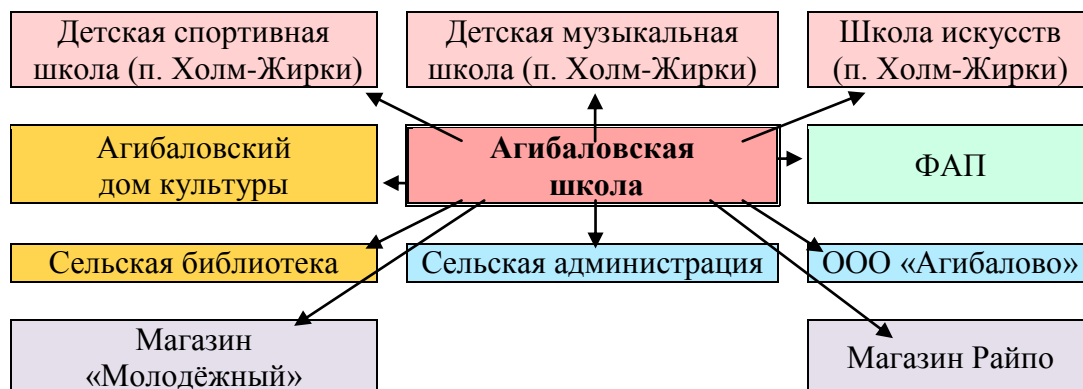 Детская спортивная
школа (п. Холм-Жирки)
Детская музыкальная
школа (п. Холм-Жирки)
Школа искусств
(п. Холм-Жирки)
Агибаловский
дом культуры
Агибаловская
школа
ФАП
Сельская библиотека
Сельская администрация
ООО «Агибалово»
Магазин
«Молодёжный»
Магазин Райпо